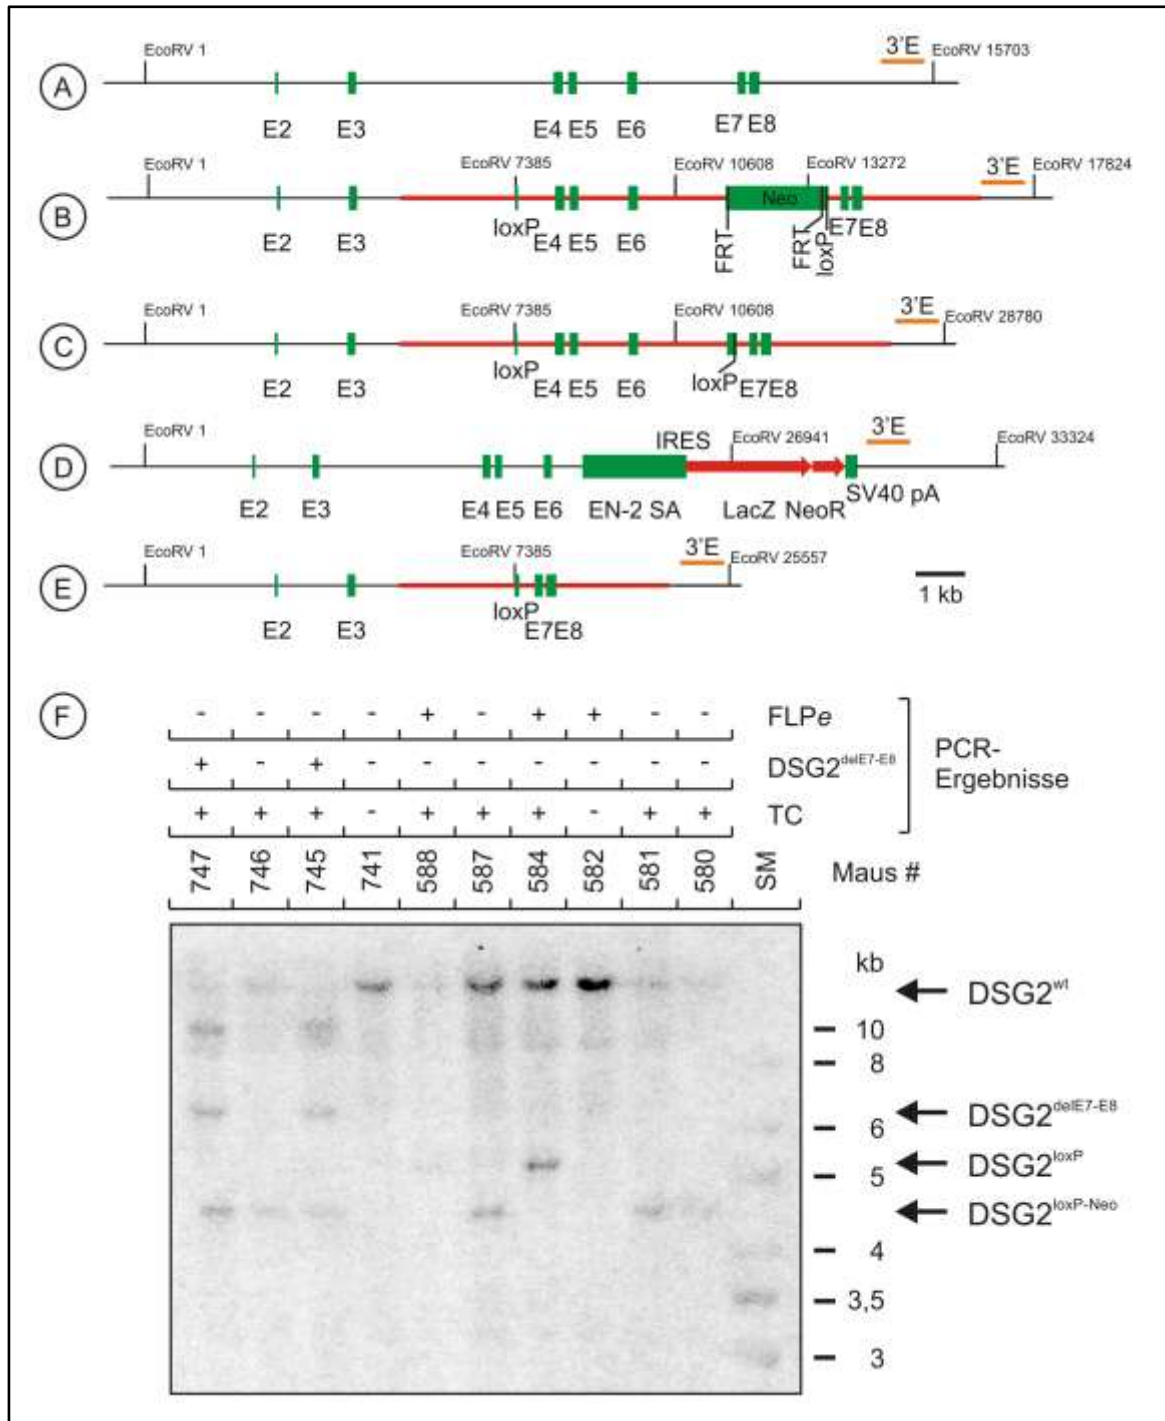 A
EcoRV 1
3'E
EcoRV 15703
E2 E3 E4 E5 E6 E7 E8
B
EcoRV 1
EcoRV 7385
EcoRV 10608
EcoRV 13272
3'E
EcoRV 17824
Neo
E2 E3 loxP E4 E5 E6 FRT FRT loxP E7 E8
C
EcoRV 1
EcoRV 7385
EcoRV 10608
3'E
EcoRV 28780
E2 E3 loxP E4 E5 E6 loxP E7 E8
D
EcoRV 1
IRES
EcoRV 26941
3'E
EcoRV 33324
E2 E3 E4 E5 E6 EN-2 SA LacZ NeoR SV40 pA
E
EcoRV 1
EcoRV 7385
3'E
EcoRV 25557
E2 E3 loxP E7 E8
1 kb
F
- - - - + - + + - - FLPe
+ - + - - - - - - - DSG2delE7-E8
+ + + - + + + - + + TC
PCR-
Ergebnisse
747 746 745 741 588 587 584 582 581 580 SM Maus #
kb
DSG2wt
10
8
DSG2delE7-E8
6
DSG2loxP
5
DSG2loxP-Neo
4
3,5
3